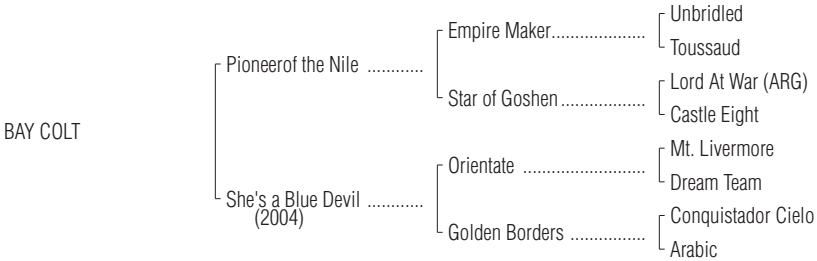 Unbridled
Empire Maker....................
Toussaud
Pioneerof the Nile ............
Lord At War (ARG)
Star of Goshen..................
Castle Eight
BAY COLT
Mt. Livermore
Orientate ..........................
Dream Team
She's a Blue Devil ............
(2004)
Conquistador Cielo
Golden Borders ................
Arabic